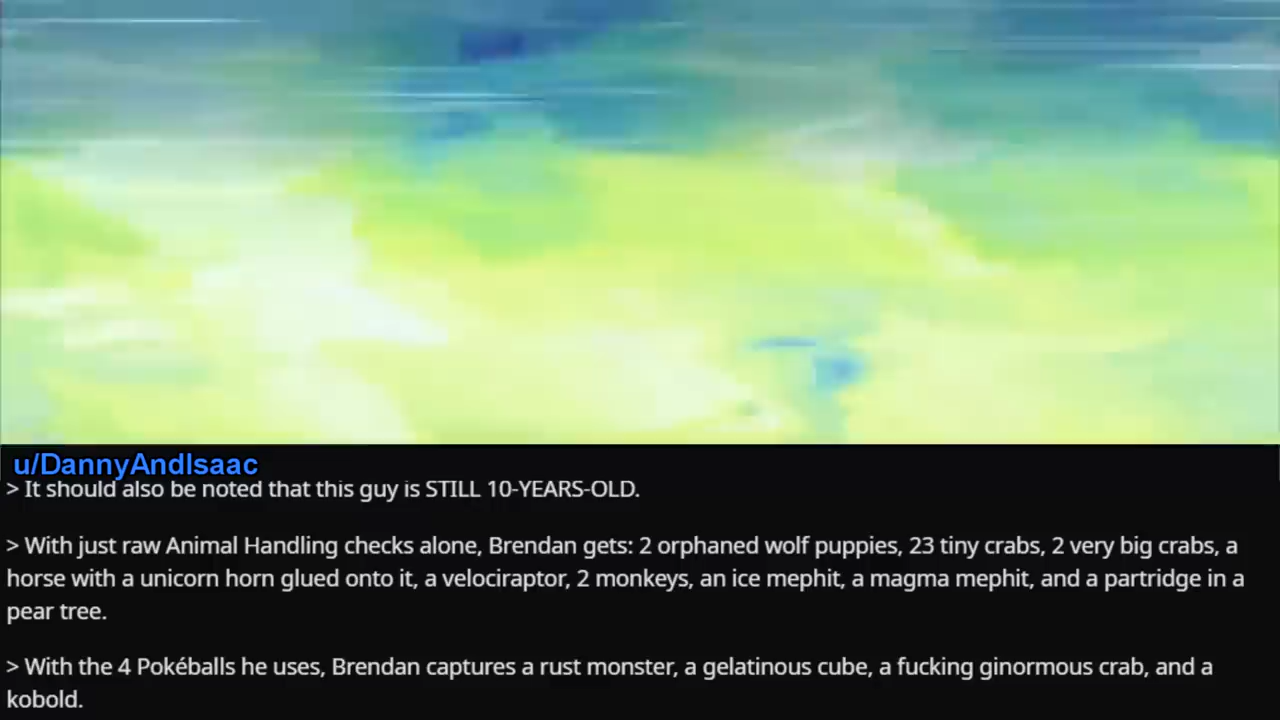 u/DannyAndIsaac
> It should also be noted that this guy is STILL 10-YEARS-OLD.
> With just raw Animal Handling checks alone, Brendan gets: 2 orphaned wolf puppies, 23 tiny crabs, 2 very big crabs, a
horse with a unicorn horn glued onto it, a velociraptor, 2 monkeys, an ice mephit, a magma mephit, and a partridge in a
pear tree.
> With the 4 Pokéballs he uses, Brendan captures a rust monster, a gelatinous cube, a fucking ginormous crab, and a
kobold.